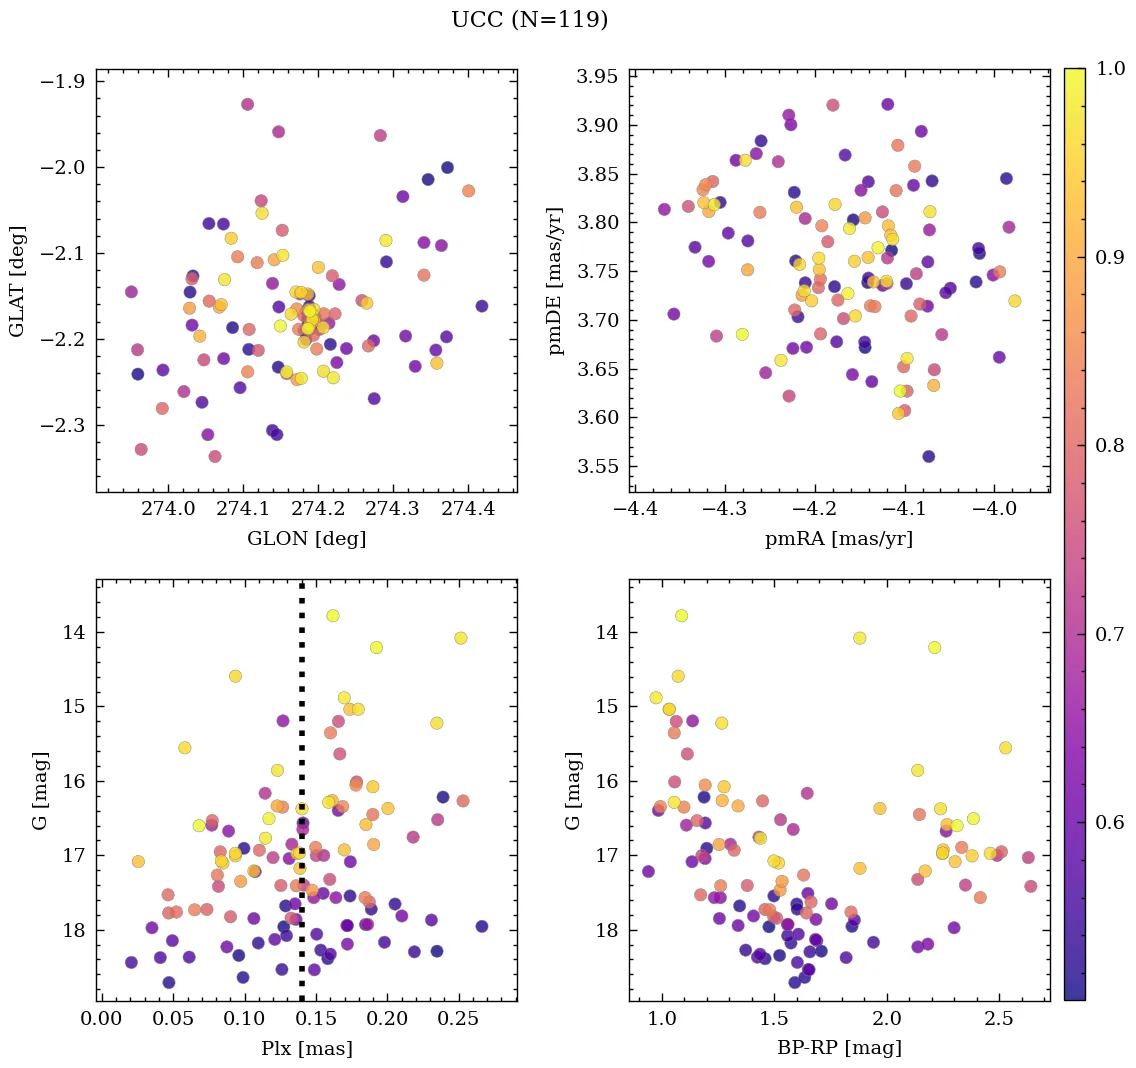 UCC (N=119)
−1.9
−2.0
−2.1
−2.2
−2.3
GLAT [deg]
274.0 274.1 274.2 274.3 274.4
GLON [deg]
3.95
3.90
3.85
3.80
3.75
3.70
3.65
3.60
3.55
pmDE [mas/yr]
−4.4 −4.3 −4.2 −4.1 −4.0
pmRA [mas/yr]
14
15
16
17
18
G [mag]
0.00 0.05 0.10 0.15 0.20 0.25
Plx [mas]
14
15
16
17
18
G [mag]
1.0 1.5 2.0 2.5
BP-RP [mag]
1.0
0.9
0.8
0.7
0.6